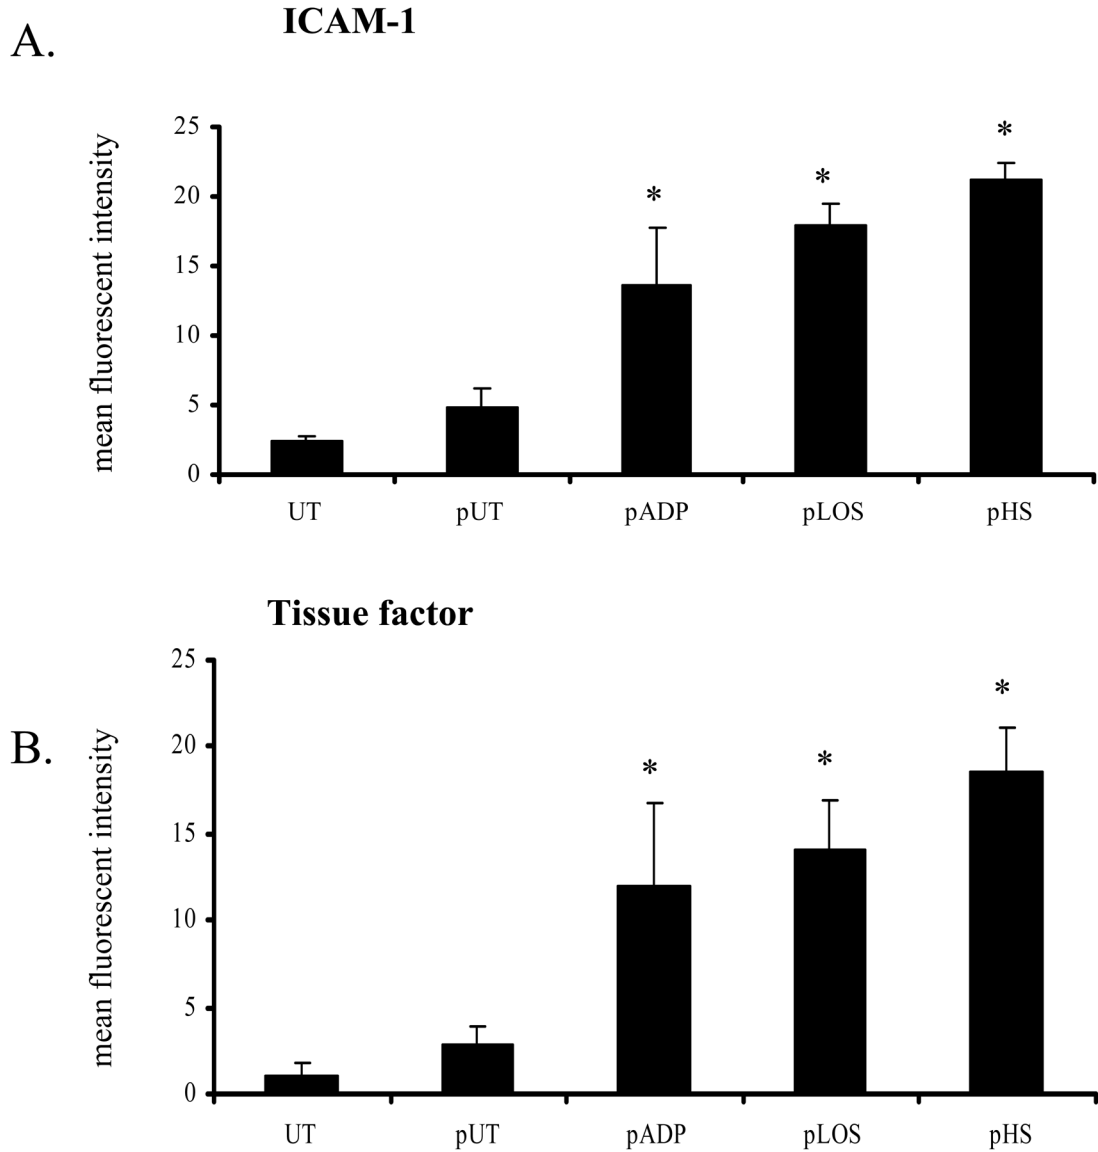 ICAM-1
A.
mean fluorescent intensity
25
20
15
10
5
0
*
*
*
UT pUT pADP pLOS pHS
Tissue factor
B.
mean fluorescent intensity
25
20
15
10
5
0
*
*
*
UT pUT pADP pLOS pHS